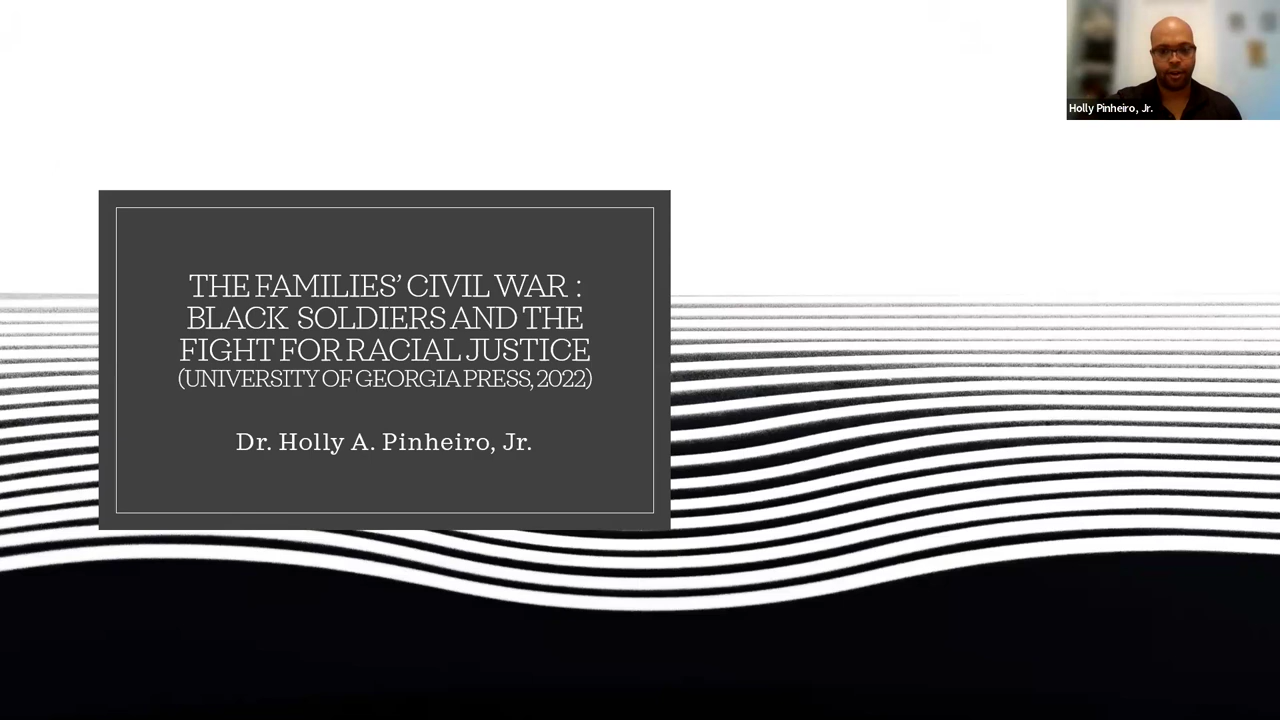 Holly Pinheiro, Jr.
THE FAMILIES’ CIVIL WAR :
BLACK SOLDIERS AND THE
FIGHT FOR RACIAL JUSTICE
(UNIVERSITY OF GEORGIA PRESS, 2022)
Dr. Holly A. Pinheiro, Jr.